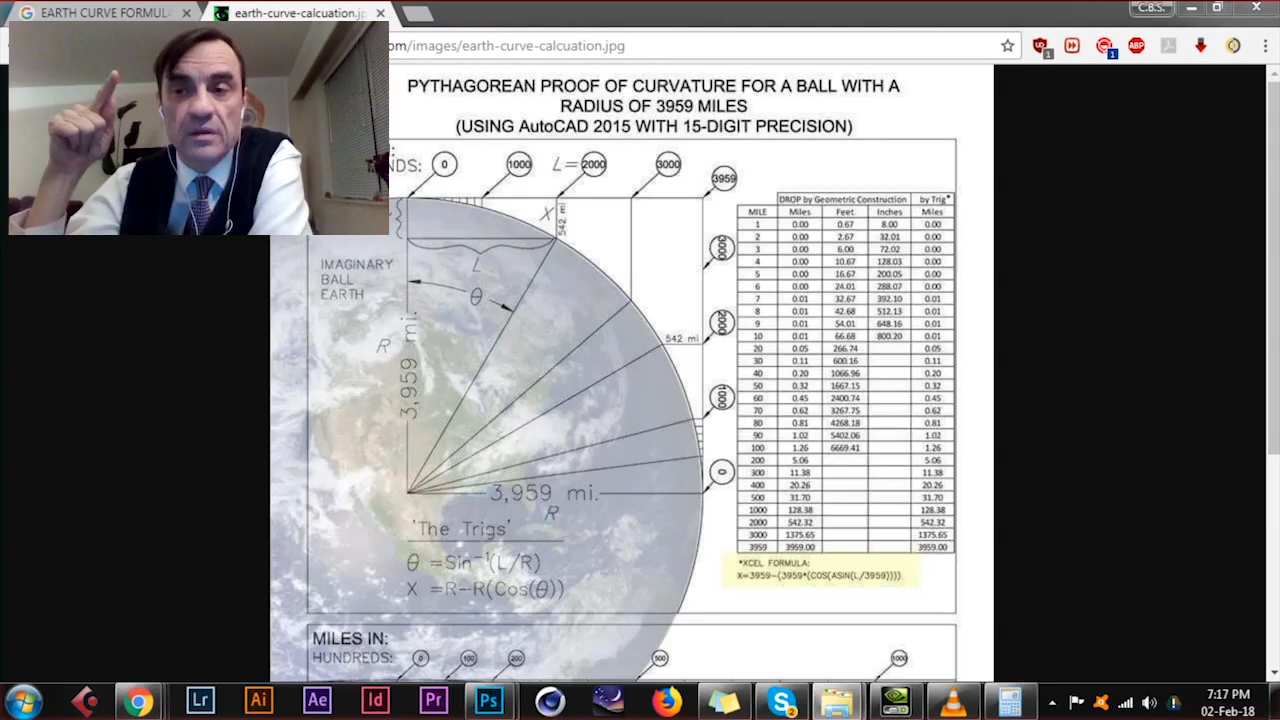 EARTH CURVE FORMULA
earth-curve-calcuation.jp
C.B.S.
om/images/earth-curve-calcuation.jpg
1
1
ABP
PYTHAGOREAN PROOF OF CURVATURE FOR A BALL WITH A
RADIUS OF 3959 MILES
(USING AutoCAD 2015 WITH 15-DIGIT PRECISION)
NDS: 0 1000 L= 2000 3000 3959
X
542 mi
3000
2000
542 mi
1000
0
IMAGINARY
BALL
EARTH
L
θ
R
3,959 mi.
3,959 mi.
R
'The Trigs'
θ =Sin⁻¹(L/R)
X =R-R(Cos(θ))
DROP by Geometric Construction by Trig*
MILE Miles Feet Inches Miles
1 0.00 0.67 8.00 0.00
2 0.00 2.67 32.01 0.00
3 0.00 6.00 72.02 0.00
4 0.00 10.67 128.03 0.00
5 0.00 16.67 200.05 0.00
6 0.00 24.01 288.07 0.00
7 0.01 32.67 392.10 0.01
8 0.01 42.68 512.13 0.01
9 0.01 54.01 648.16 0.01
10 0.01 66.68 800.20 0.01
20 0.05 266.74 0.05
30 0.11 600.16 0.11
40 0.20 1066.96 0.20
50 0.32 1667.15 0.32
60 0.45 2400.74 0.45
70 0.62 3267.75 0.62
80 0.81 4268.18 0.81
90 1.02 5402.06 1.02
100 1.26 6669.41 1.26
200 5.06 5.06
300 11.38 11.38
400 20.26 20.26
500 31.70 31.70
1000 128.38 128.38
2000 542.32 542.32
3000 1375.65 1375.65
3959 3959.00 3959.00
*XCEL FORMULA:
X=3959-(3959*(COS(ASIN(L/3959))))
MILES IN:
HUNDREDS: 0 100 200 500 1000
Lr Ai Ae Id Pr Ps
2
7:17 PM
02-Feb-18